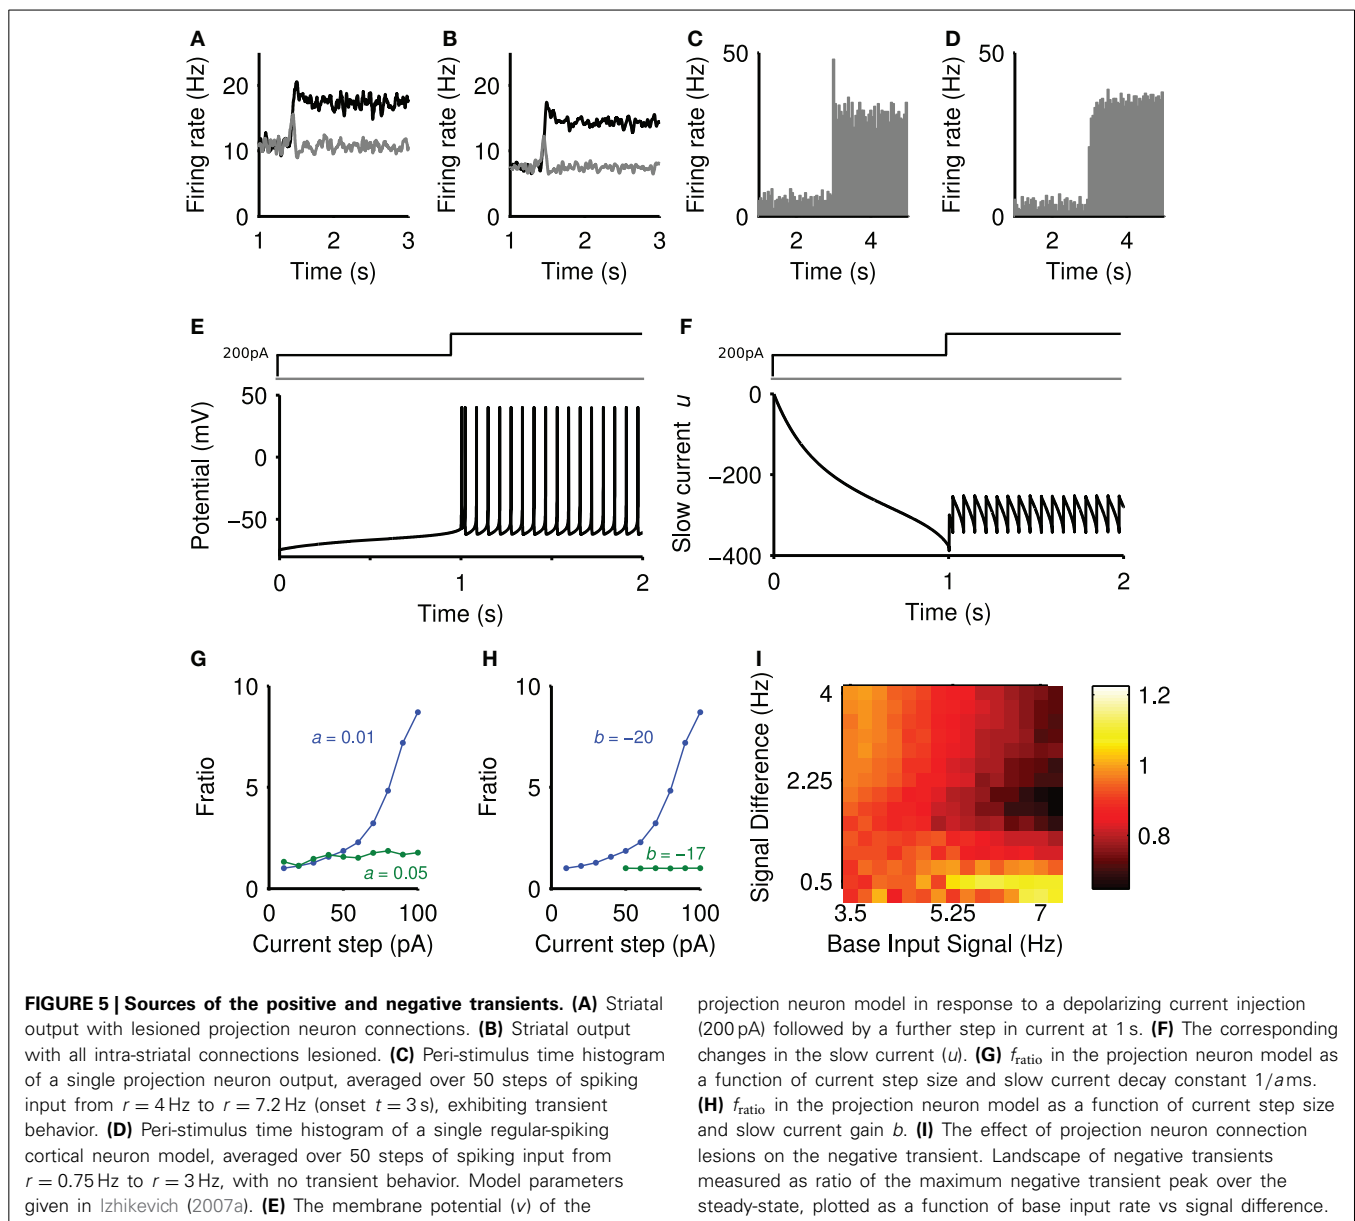 A
B
C
D
Firing rate (Hz)
20
10
0
1 2 3
Time (s)
Firing rate (Hz)
20
10
0
1 2 3
Time (s)
Firing rate (Hz)
50
0
2 4
Time (s)
Firing rate (Hz)
50
0
2 4
Time (s)
E
200pA
Potential (mV)
50
0
−50
0 1 2
Time (s)
F
200pA
Slow current u
0
−200
−400
0 1 2
Time (s)
G
Fratio
10
5
0
a = 0.01
a = 0.05
0 50 100
Current step (pA)
H
Fratio
10
5
0
b = −20
b = −17
0 50 100
Current step (pA)
I
Signal Difference (Hz)
4
2.25
0.5
3.5 5.25 7
Base Input Signal (Hz)
1.2
1
0.8
FIGURE 5 | Sources of the positive and negative transients. (A) Striatal
output with lesioned projection neuron connections. (B) Striatal output
with all intra-striatal connections lesioned. (C) Peri-stimulus time histogram
of a single projection neuron output, averaged over 50 steps of spiking
input from r = 4 Hz to r = 7.2 Hz (onset t = 3 s), exhibiting transient
behavior. (D) Peri-stimulus time histogram of a single regular-spiking
cortical neuron model, averaged over 50 steps of spiking input from
r = 0.75 Hz to r = 3 Hz, with no transient behavior. Model parameters
given in Izhikevich (2007a). (E) The membrane potential (v) of the
projection neuron model in response to a depolarizing current injection
(200 pA) followed by a further step in current at 1 s. (F) The corresponding
changes in the slow current (u). (G) fratio in the projection neuron model as
a function of current step size and slow current decay constant 1/a ms.
(H) fratio in the projection neuron model as a function of current step size
and slow current gain b. (I) The effect of projection neuron connection
lesions on the negative transient. Landscape of negative transients
measured as ratio of the maximum negative transient peak over the
steady-state, plotted as a function of base input rate vs signal difference.